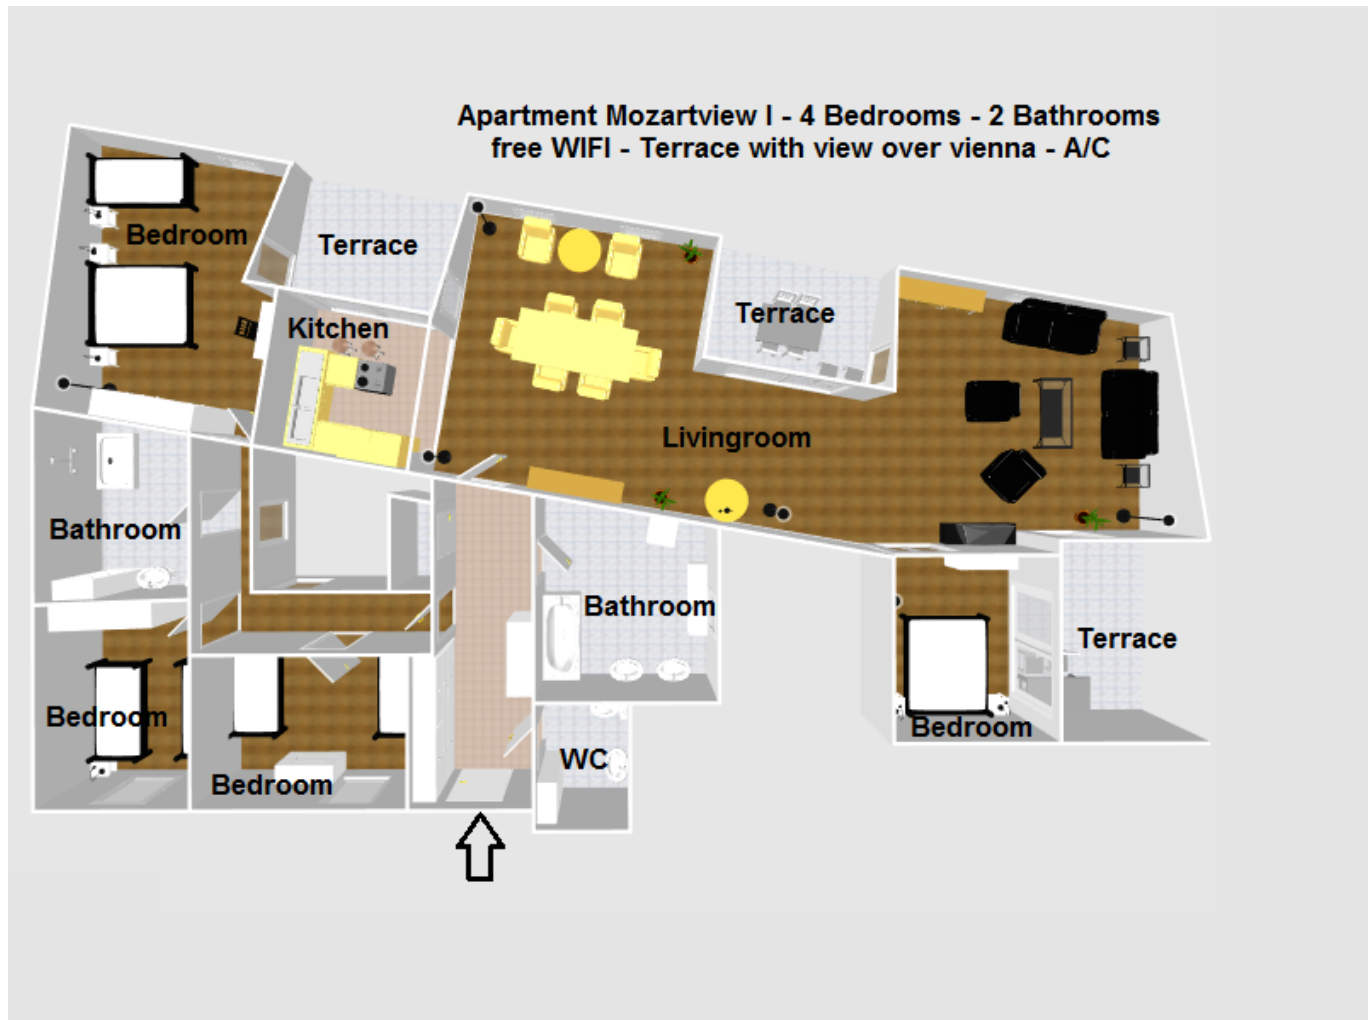 Apartment Mozartview I - 4 Bedrooms - 2 Bathrooms
free WIFI - Terrace with view over vienna - A/C
Bedroom
Terrace
Kitchen
Terrace
Livingroom
Bathroom
Bathroom
Terrace
Bedroom
Bedroom
WC
Bedroom